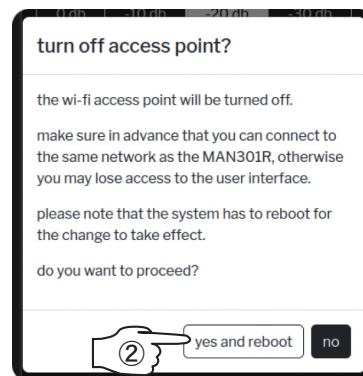 0 db -10 db -20 db -30 db
turn off access point?
the wi-fi access point will be turned off.
make sure in advance that you can connect to
the same network as the MAN301R, otherwise
you may lose access to the user interface.
please note that the system has to reboot for
the change to take effect.
do you want to proceed?
② yes and reboot no